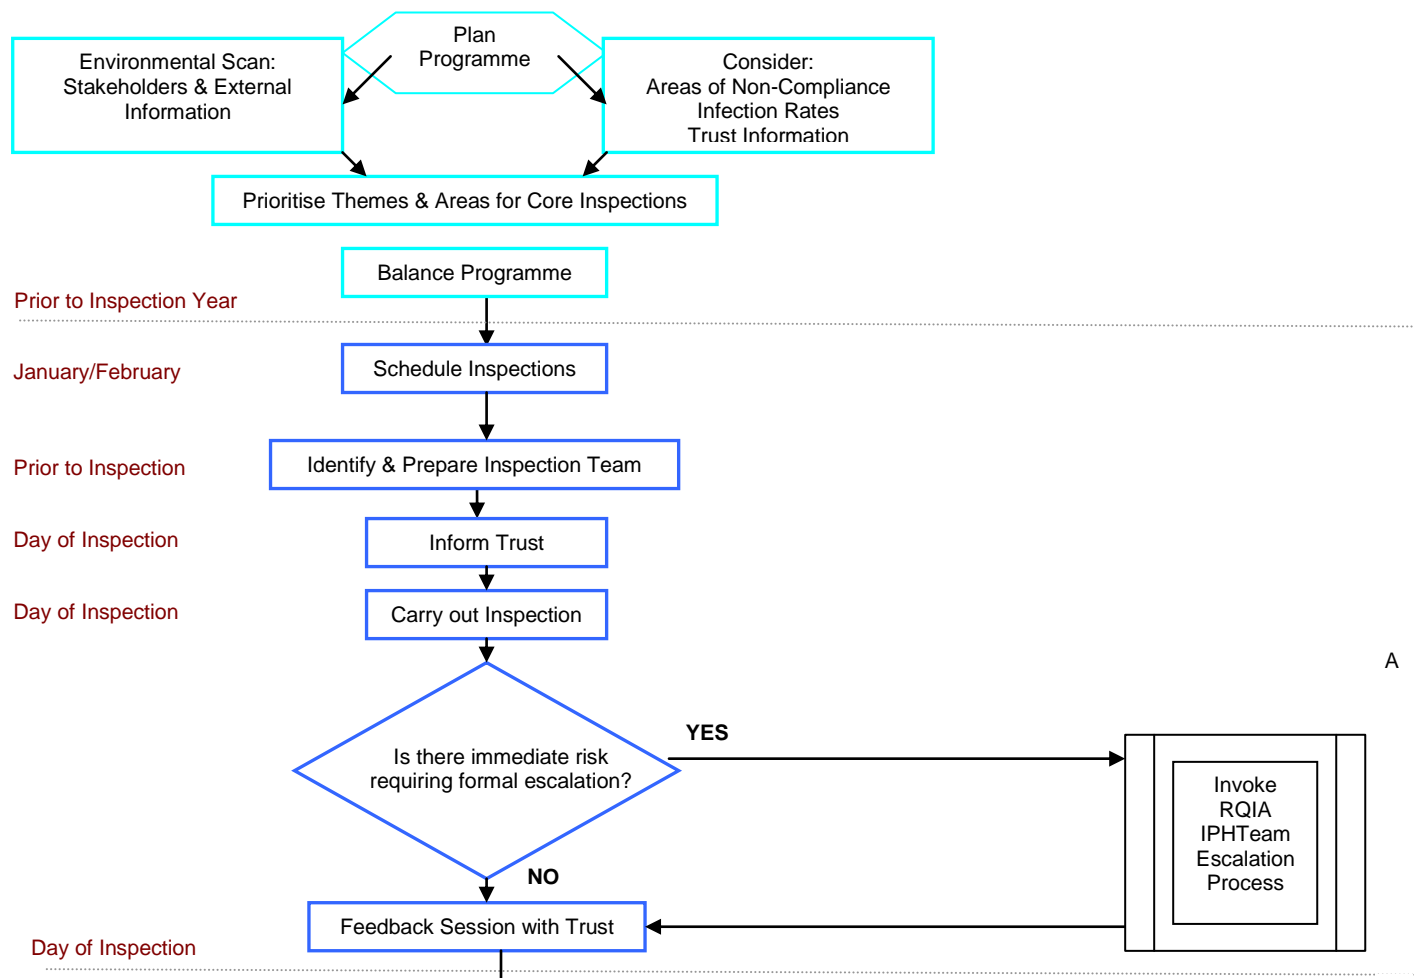 Plan
Programme
Environmental Scan:
Stakeholders & External
Information
Consider:
Areas of Non-Compliance
Infection Rates
Trust Information
Prioritise Themes & Areas for Core Inspections
Balance Programme
Prior to Inspection Year
January/February
Schedule Inspections
Prior to Inspection
Identify & Prepare Inspection Team
Day of Inspection
Inform Trust
Day of Inspection
Carry out Inspection
A
Is there immediate risk
requiring formal escalation?
YES
Invoke
RQIA
IPHTeam
Escalation
Process
NO
Feedback Session with Trust
Day of Inspection